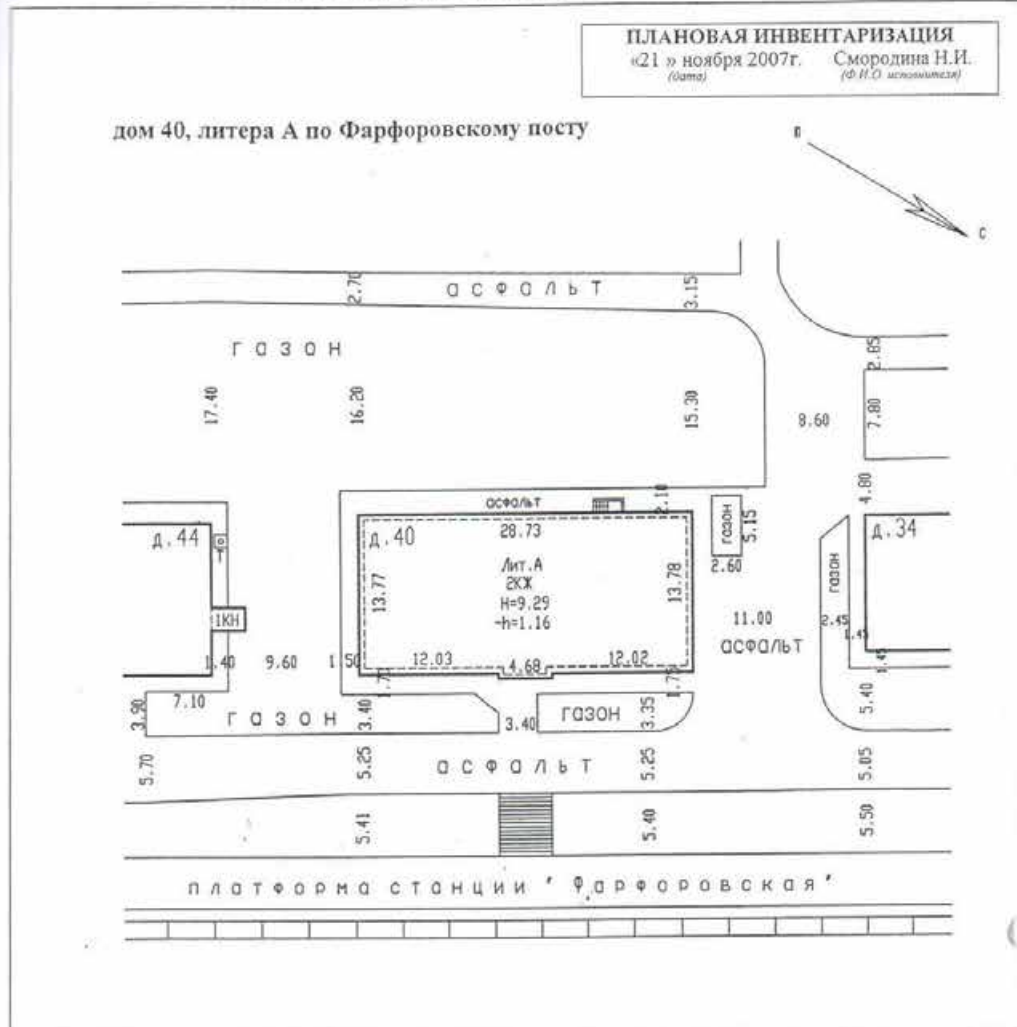 ПЛАНОВАЯ ИНВЕНТАРИЗАЦИЯ
«21 » ноября 2007г. Смородина Н.И.
(дата) (Ф.И.О. исполнителя)
дом 40, литера А по Фарфоровскому посту
с
2.70
асфальт
3.15
газон
2.85
17.40
16.20
15.30
8.60
7.80
асфальт
2.10
4.80
д.44
д.40
28.73
газон
5.15
д.34
Лит.А
2КЖ
13.77
H=9.29
-h=1.16
13.78
2.60
газон
1КН
11.00
2.45
1.45
асфальт
1.40
9.60
1.50
12.03
4.68
12.02
1.45
7.10
3.90
газон
3.40
3.40
газон
3.35
1.75
5.40
5.70
5.25
асфальт
5.25
5.05
5.41
5.40
5.50
платформа станции "Фарфоровская"